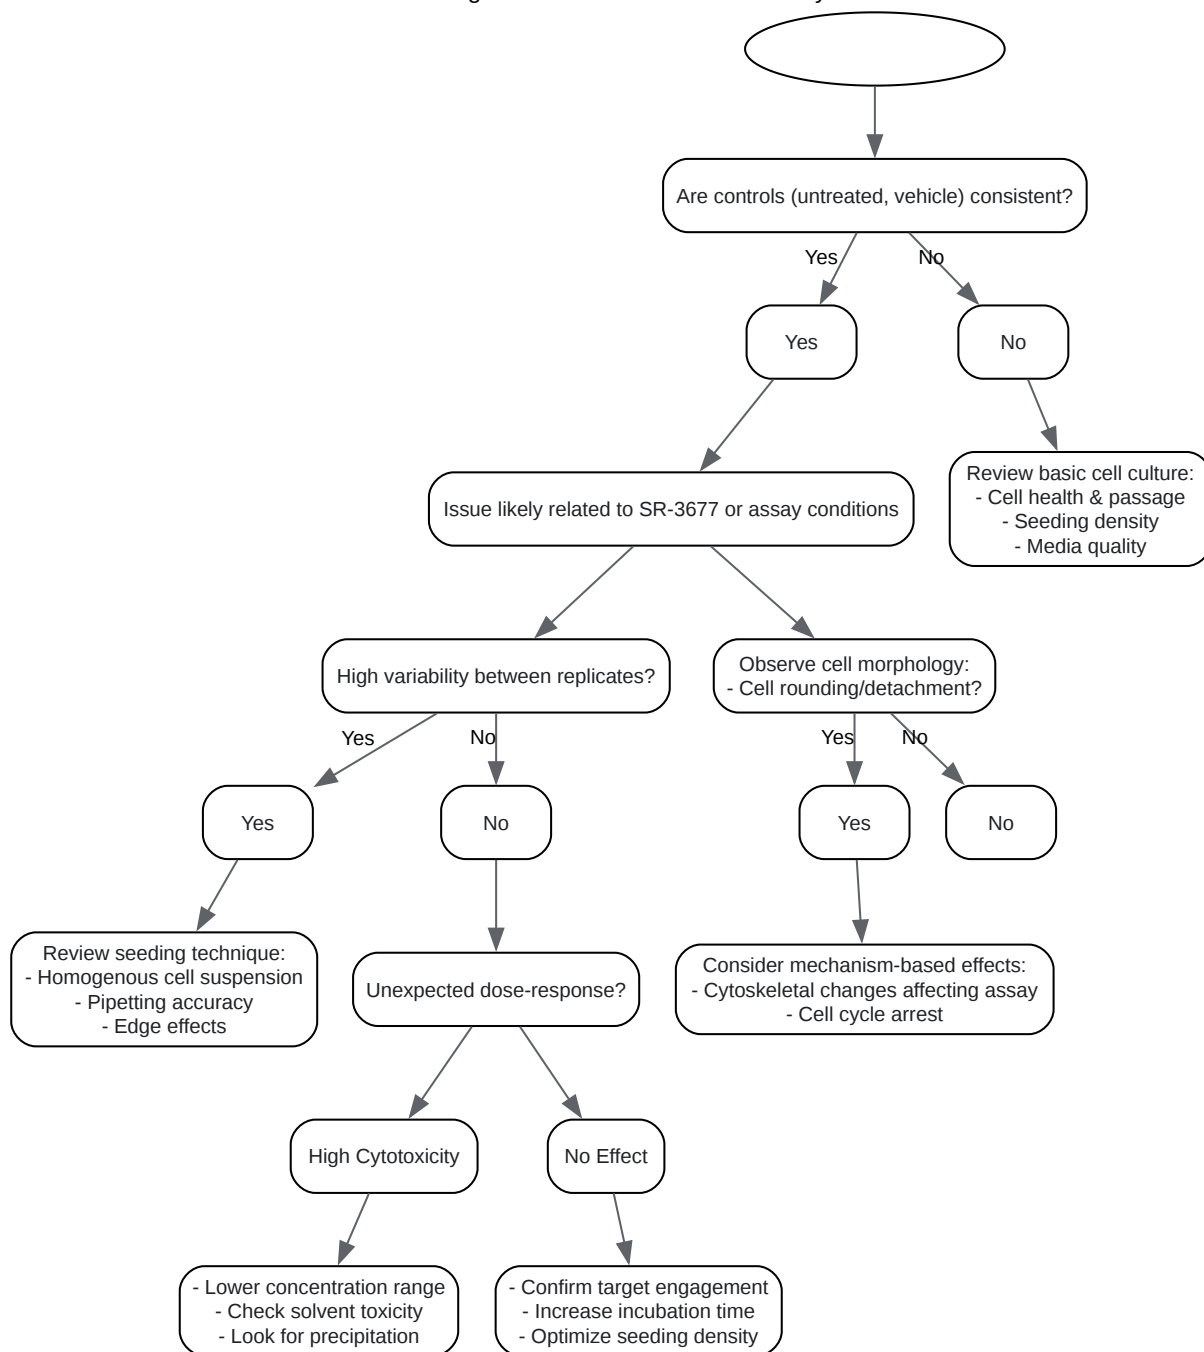 Are controls (untreated, vehicle) consistent?
Yes
No
Yes
No
Review basic cell culture:
- Cell health & passage
- Seeding density
- Media quality
Issue likely related to SR-3677 or assay conditions
High variability between replicates?
Observe cell morphology:
- Cell rounding/detachment?
Yes
No
Yes
No
Yes
No
Yes
No
Review seeding technique:
- Homogenous cell suspension
- Pipetting accuracy
- Edge effects
Unexpected dose-response?
Consider mechanism-based effects:
- Cytoskeletal changes affecting assay
- Cell cycle arrest
High Cytotoxicity
No Effect
- Lower concentration range
- Check solvent toxicity
- Look for precipitation
- Confirm target engagement
- Increase incubation time
- Optimize seeding density